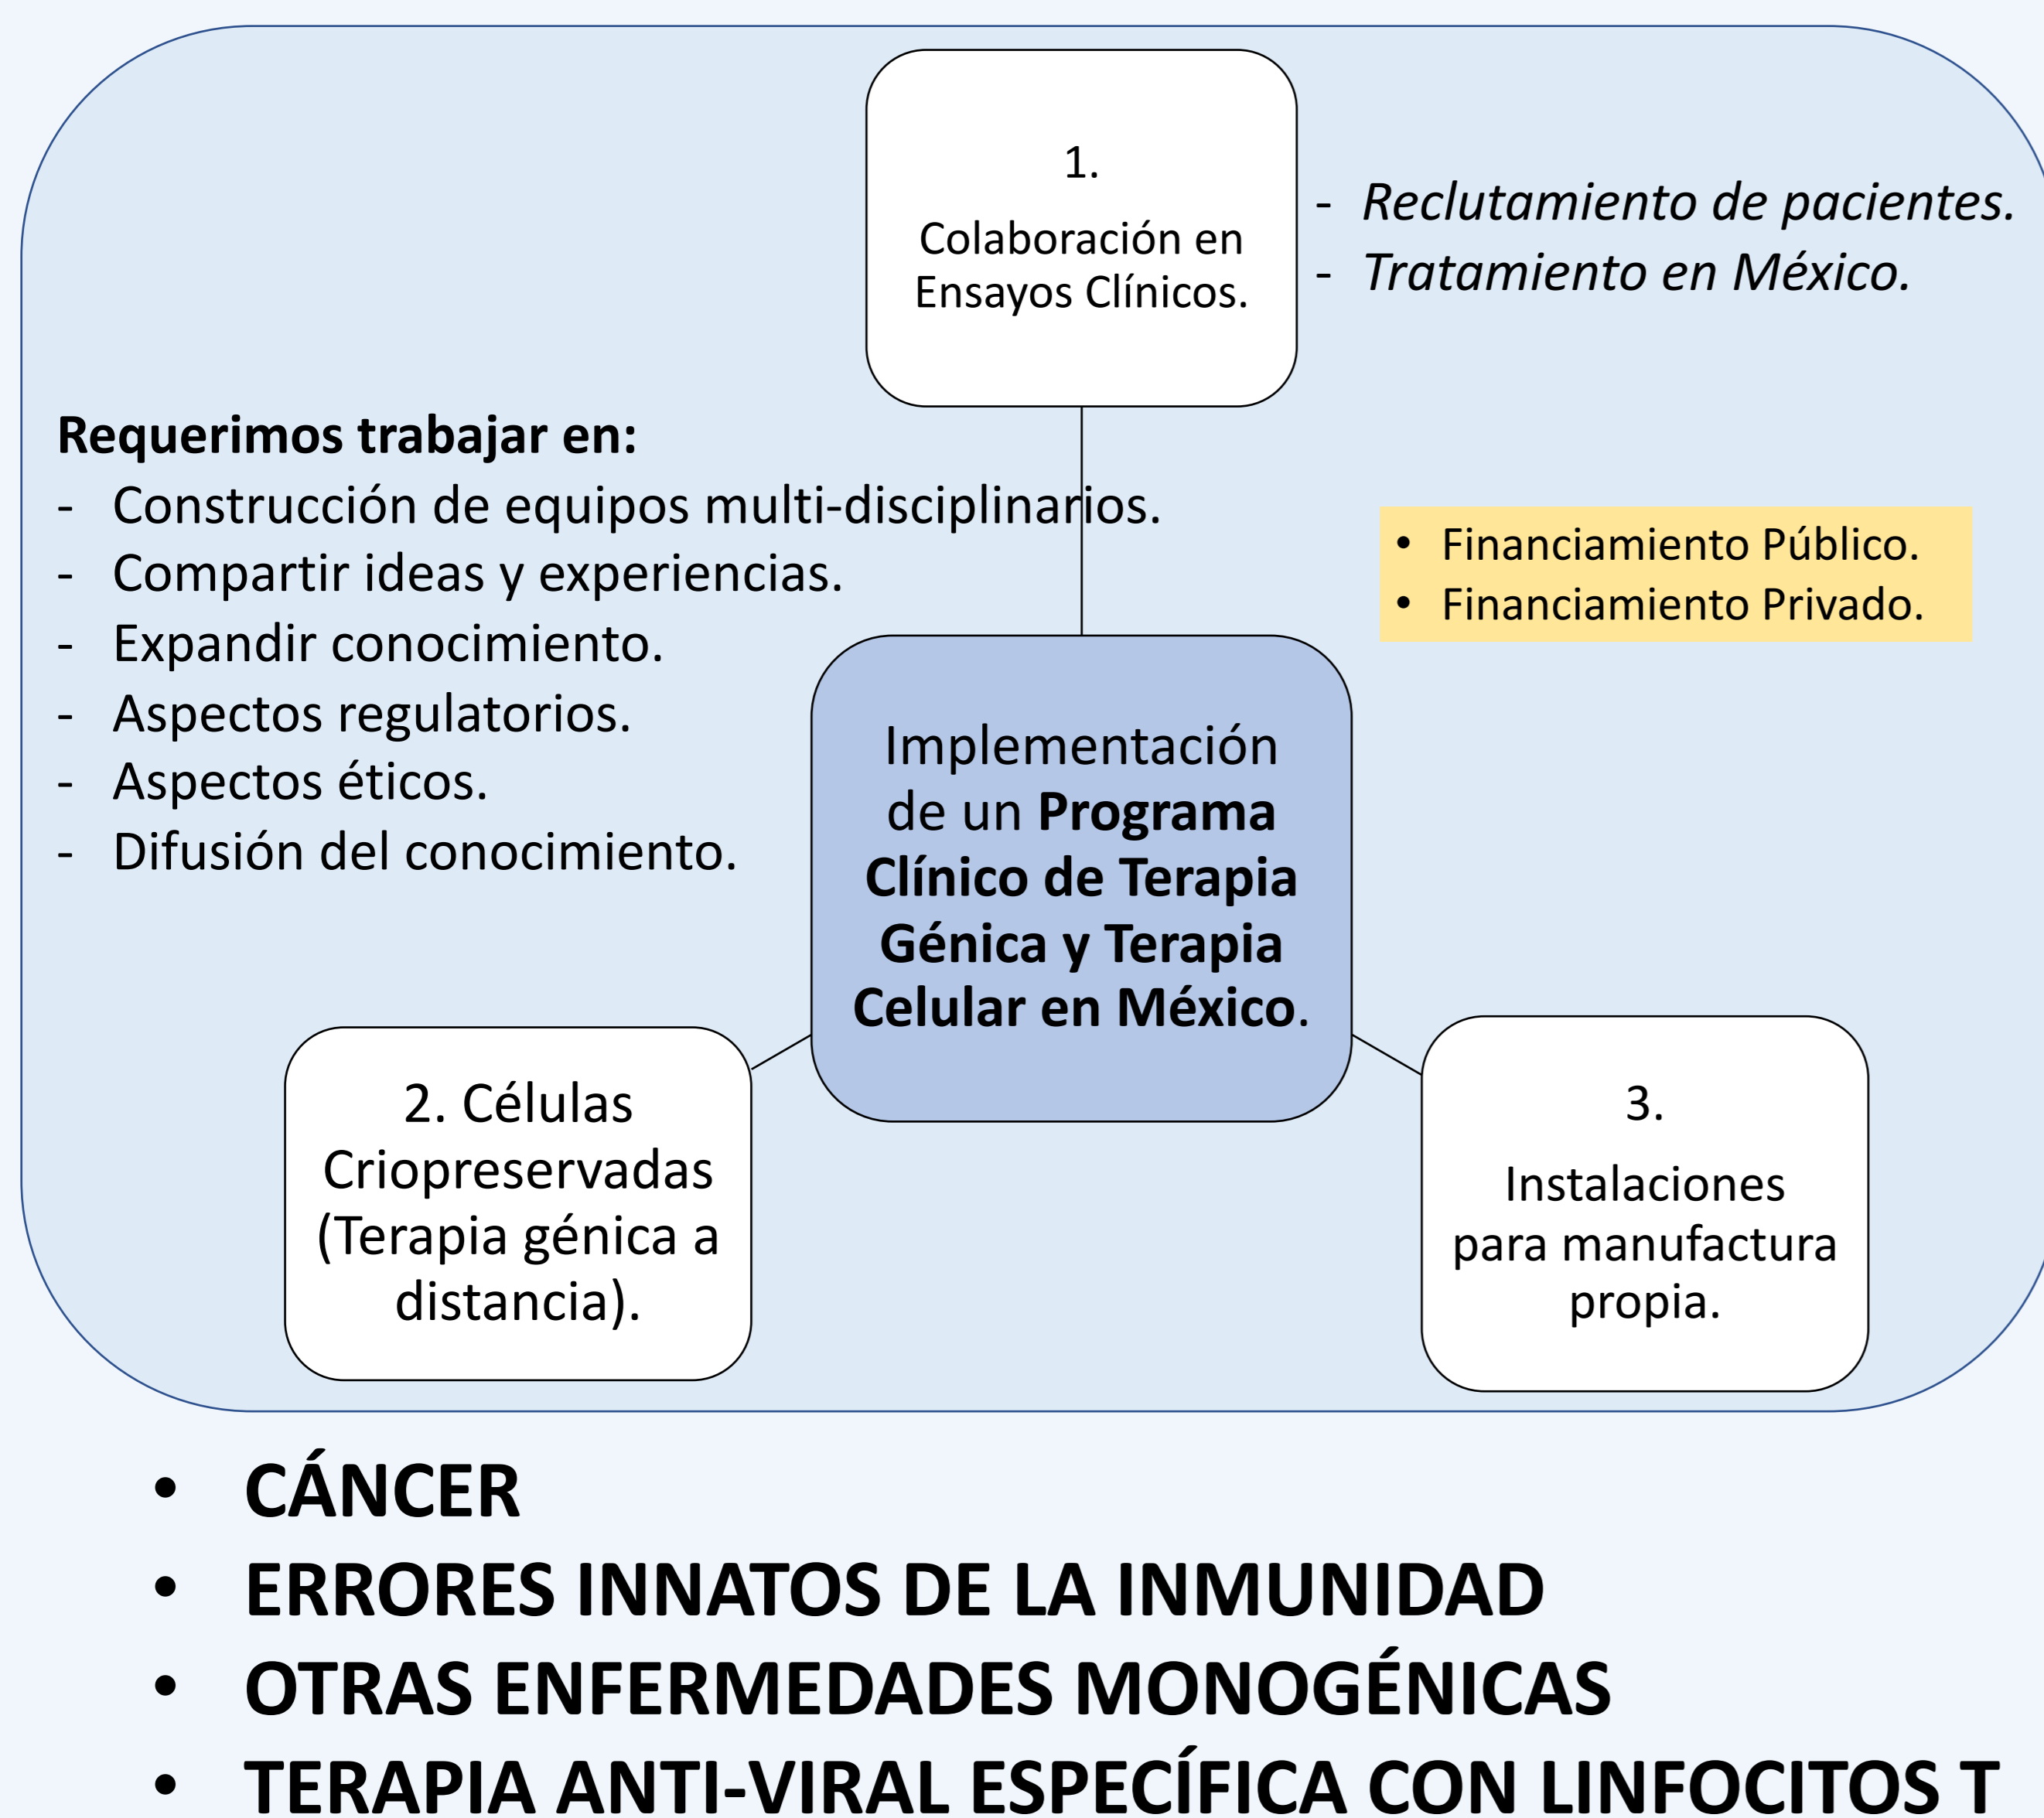 1.
Colaboración en
Ensayos Clínicos.
- Reclutamiento de pacientes.
- Tratamiento en México.
Requerimos trabajar en:
- Construcción de equipos multi-disciplinarios.
- Compartir ideas y experiencias.
- Expandir conocimiento.
- Aspectos regulatorios.
- Aspectos éticos.
- Difusión del conocimiento.
• Financiamiento Público.
• Financiamiento Privado.
Implementación
de un Programa
Clínico de Terapia
Génica y Terapia
Celular en México.
2. Células
Criopreservadas
(Terapia génica a
distancia).
3.
Instalaciones
para manufactura
propia.
• CÁNCER
• ERRORES INNATOS DE LA INMUNIDAD
• OTRAS ENFERMEDADES MONOGÉNICAS
• TERAPIA ANTI-VIRAL ESPECÍFICA CON LINFOCITOS T